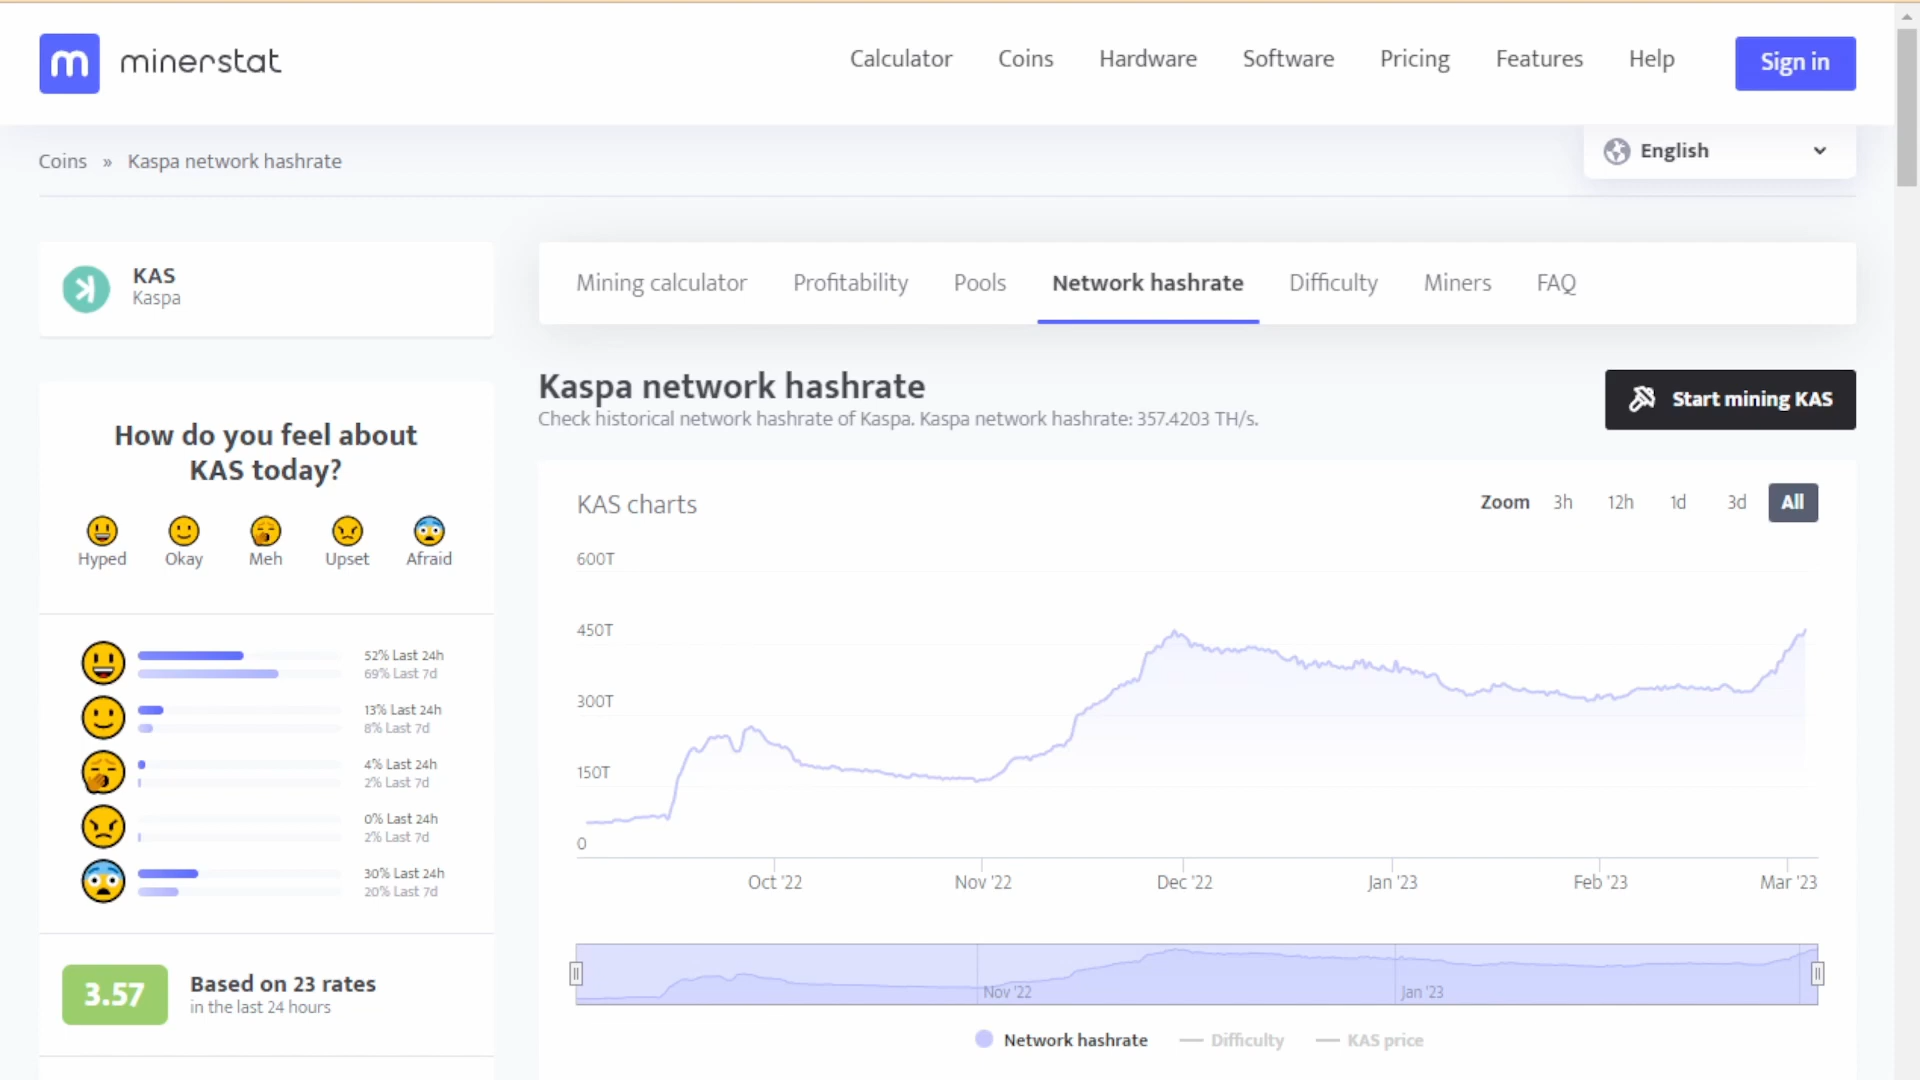 minerstat
Calculator
Coins
Hardware
Software
Pricing
Features
Help
Sign in
Coins » Kaspa network hashrate
English
KAS
Kaspa
Mining calculator
Profitability
Pools
Network hashrate
Difficulty
Miners
FAQ
How do you feel about
KAS today?
Hyped
Okay
Meh
Upset
Afraid
52% Last 24h
69% Last 7d
13% Last 24h
8% Last 7d
4% Last 24h
2% Last 7d
0% Last 24h
2% Last 7d
30% Last 24h
20% Last 7d
3.57
Based on 23 rates
in the last 24 hours
Kaspa network hashrate
Check historical network hashrate of Kaspa. Kaspa network hashrate: 357.4203 TH/s.
Start mining KAS
KAS charts
Zoom
3h
12h
1d
3d
All
600T
450T
300T
150T
0
Oct '22
Nov '22
Dec '22
Jan '23
Feb '23
Mar '23
Nov '22
Jan '23
Network hashrate
Difficulty
KAS price